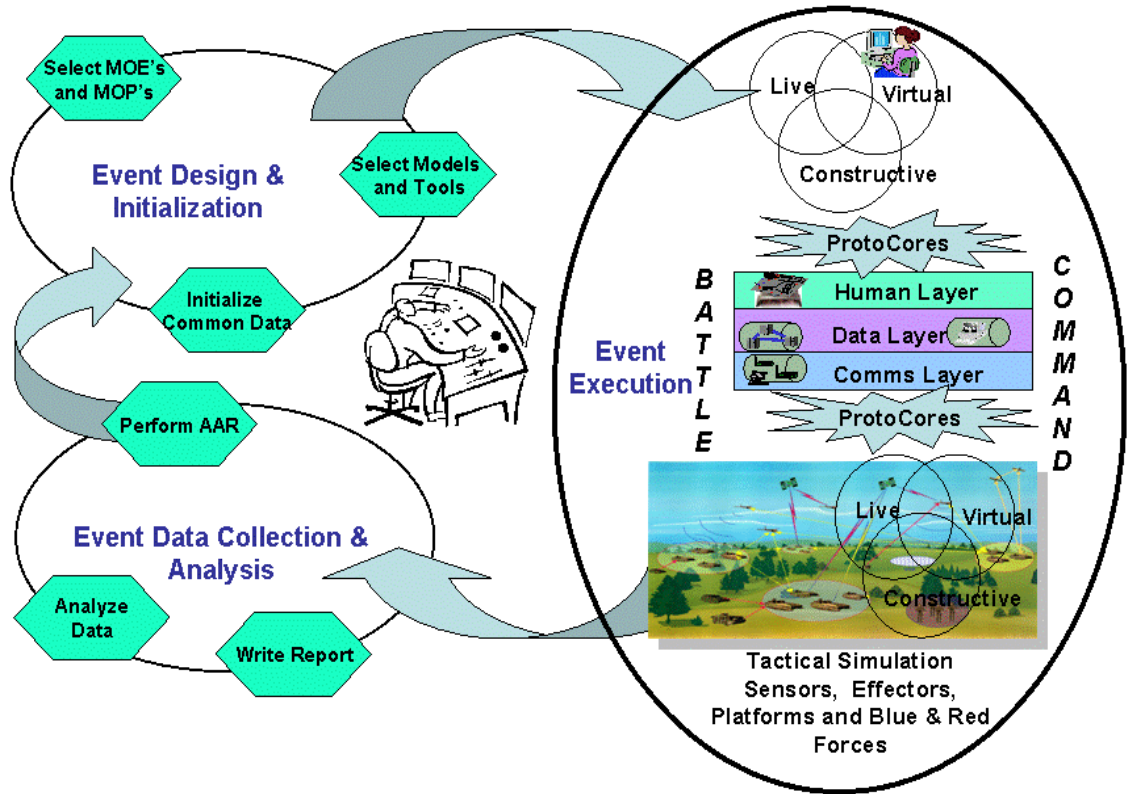 Select MOE's
and MOP's
Event Design &
Initialization
Select Models
and Tools
Initialize
Common Data
Perform AAR
Event Data Collection &
Analysis
Analyze
Data
Write Report
Event
Execution
Live
Virtual
Constructive
ProtoCores
BATTLE
COMMAND
Human Layer
Data Layer
Comms Layer
ProtoCores
Live
Virtual
Constructive
Tactical Simulation
Sensors, Effectors,
Platforms and Blue & Red
Forces